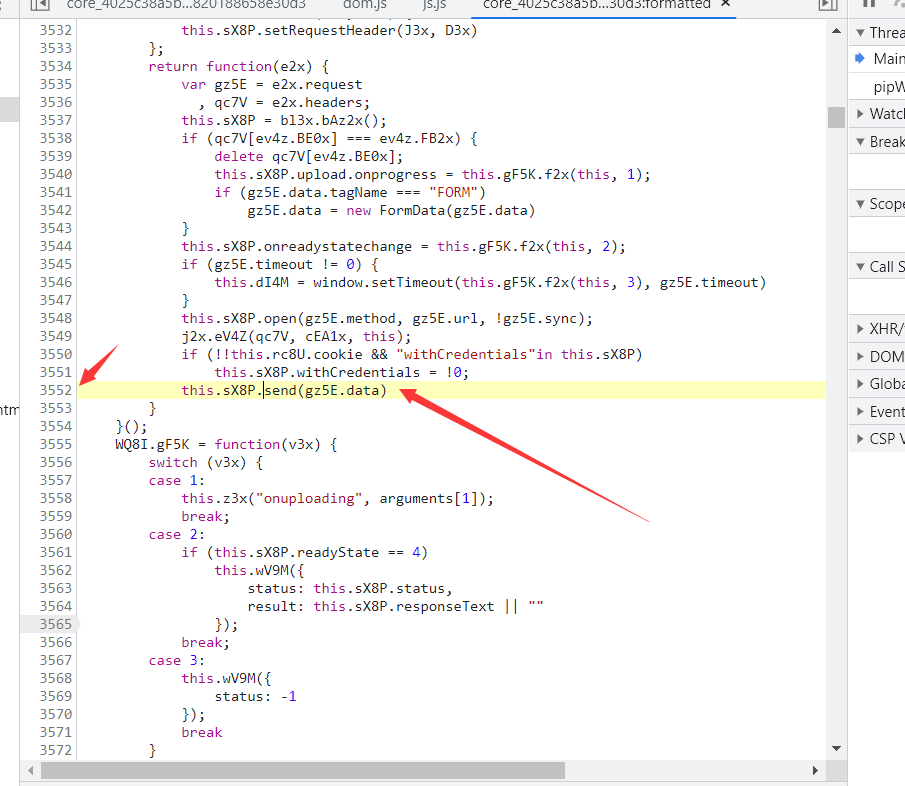 core_4025c38a5b...820188658e30d3 dom.js js.js core_4025c38a5b...30d3:formatted ×
3532 this.sX8P.setRequestHeader(J3x, D3x)
3533 };
3534 return function(e2x) {
3535 var gz5E = e2x.request
3536 , qc7V = e2x.headers;
3537 this.sX8P = bl3x.bAz2x();
3538 if (qc7V[ev4z.BE0x] === ev4z.FB2x) {
3539 delete qc7V[ev4z.BE0x];
3540 this.sX8P.upload.onprogress = this.gF5K.f2x(this, 1);
3541 if (gz5E.data.tagName === "FORM")
3542 gz5E.data = new FormData(gz5E.data)
3543 }
3544 this.sX8P.onreadystatechange = this.gF5K.f2x(this, 2);
3545 if (gz5E.timeout != 0) {
3546 this.dI4M = window.setTimeout(this.gF5K.f2x(this, 3), gz5E.timeout)
3547 }
3548 this.sX8P.open(gz5E.method, gz5E.url, !gz5E.sync);
3549 j2x.eV4Z(qc7V, cEA1x, this);
3550 if (!!this.rc8U.cookie && "withCredentials"in this.sX8P)
3551 this.sX8P.withCredentials = !0;
3552 this.sX8P.send(gz5E.data)
3553 }
3554 }();
3555 WQ8I.gF5K = function(v3x) {
3556 switch (v3x) {
3557 case 1:
3558 this.z3x("onuploading", arguments[1]);
3559 break;
3560 case 2:
3561 if (this.sX8P.readyState == 4)
3562 this.wV9M({
3563 status: this.sX8P.status,
3564 result: this.sX8P.responseText || ""
3565 });
3566 break;
3567 case 3:
3568 this.wV9M({
3569 status: -1
3570 });
3571 break
3572 }
Threa
Main
pipW
Watch
Break
Scope
Call S
XHR/
DOM
Globa
Event
CSP V